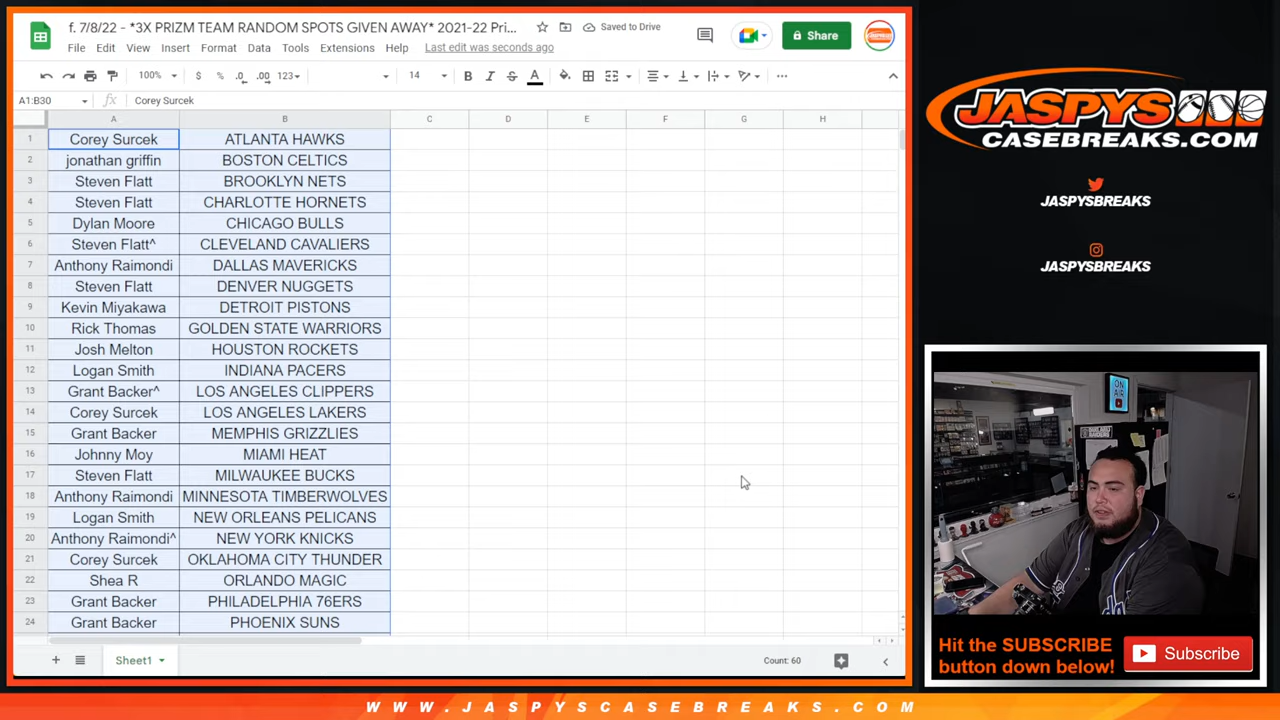 f. 7/8/22 - *3X PRIZM TEAM RANDOM SPOTS GIVEN AWAY* 2021-22 Pri...
Saved to Drive
Share
File Edit View Insert Format Data Tools Extensions Help Last edit was seconds ago
100% $ % .0 .00 123 14 B I S A
A1:B30 fx Corey Surcek
A B C D E F G H
1 Corey Surcek ATLANTA HAWKS
2 jonathan griffin BOSTON CELTICS
3 Steven Flatt BROOKLYN NETS
4 Steven Flatt CHARLOTTE HORNETS
5 Dylan Moore CHICAGO BULLS
6 Steven Flatt^ CLEVELAND CAVALIERS
7 Anthony Raimondi DALLAS MAVERICKS
8 Steven Flatt DENVER NUGGETS
9 Kevin Miyakawa DETROIT PISTONS
10 Rick Thomas GOLDEN STATE WARRIORS
11 Josh Melton HOUSTON ROCKETS
12 Logan Smith INDIANA PACERS
13 Grant Backer^ LOS ANGELES CLIPPERS
14 Corey Surcek LOS ANGELES LAKERS
15 Grant Backer MEMPHIS GRIZZLIES
16 Johnny Moy MIAMI HEAT
17 Steven Flatt MILWAUKEE BUCKS
18 Anthony Raimondi MINNESOTA TIMBERWOLVES
19 Logan Smith NEW ORLEANS PELICANS
20 Anthony Raimondi^ NEW YORK KNICKS
21 Corey Surcek OKLAHOMA CITY THUNDER
22 Shea R ORLANDO MAGIC
23 Grant Backer PHILADELPHIA 76ERS
24 Grant Backer PHOENIX SUNS
Sheet1
Count: 60
JASPYS
CASEBREAKS.COM
JASPYSBREAKS
JASPYSBREAKS
ON
AIR
Hit the SUBSCRIBE
button down below!
Subscribe
WWW.JASPYSCASEBREAKS.COM